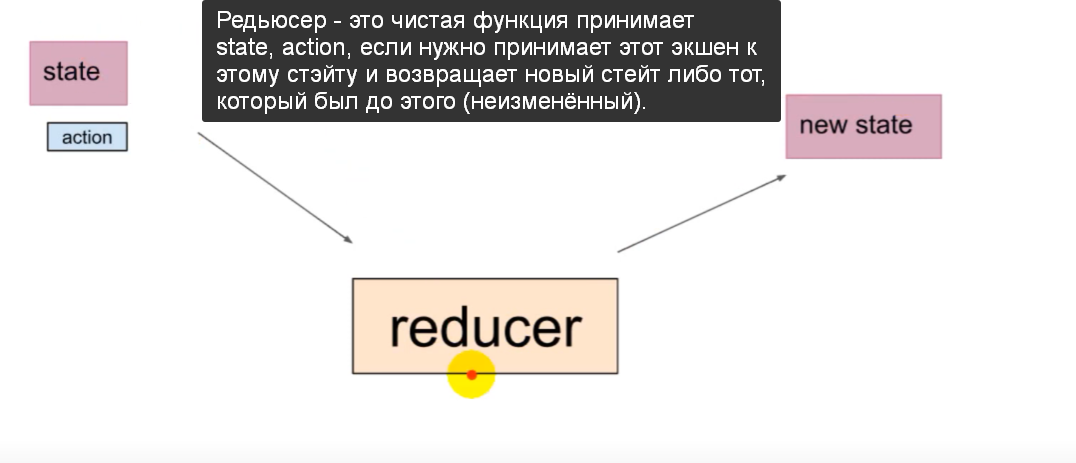 Редьюсер - это чистая функция принимает
state, action, если нужно принимает этот экшен к
этому стэйту и возвращает новый стейт либо тот,
который был до этого (неизменённый).
state
action
new state
reducer